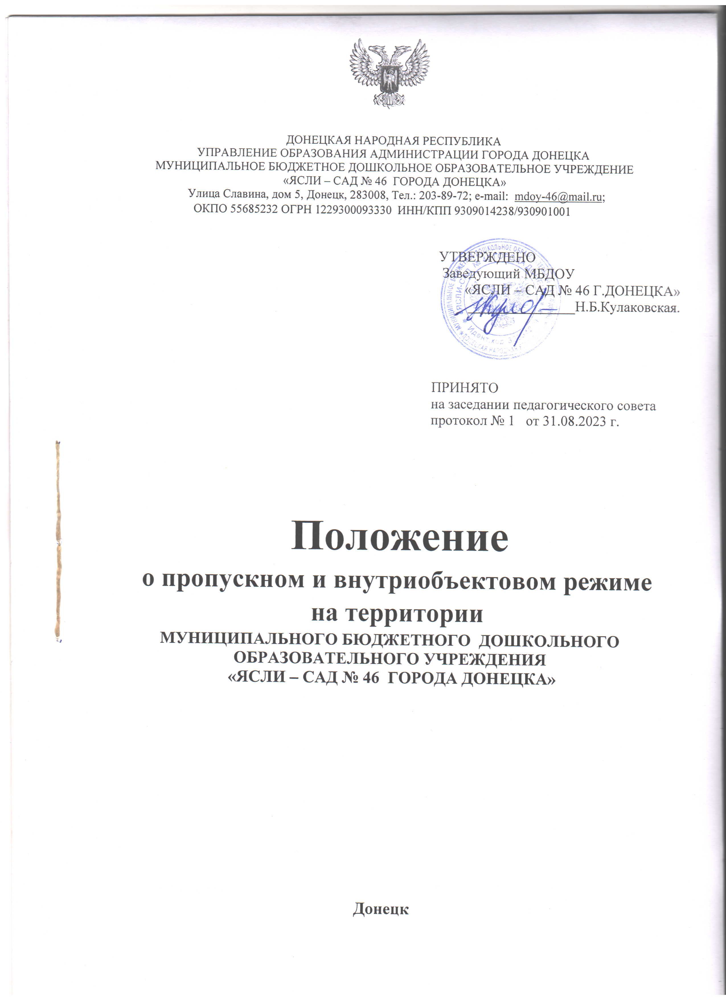 ДОНЕЦКАЯ НАРОДНАЯ РЕСПУБЛИКА
УПРАВЛЕНИЕ ОБРАЗОВАНИЯ АДМИНИСТРАЦИИ ГОРОДА ДОНЕЦКА
МУНИЦИПАЛЬНОЕ БЮДЖЕТНОЕ ДОШКОЛЬНОЕ ОБРАЗОВАТЕЛЬНОЕ УЧРЕЖДЕНИЕ
«ЯСЛИ – САД № 46 ГОРОДА ДОНЕЦКА»
Улица Славина, дом 5, Донецк, 283008, Тел.: 203-89-72; e-mail: mdoy-46@mail.ru;
ОКПО 55685232 ОГРН 1229300093330 ИНН/КПП 9309014238/930901001
УТВЕРЖДЕНО
Заведующий МБДОУ
«ЯСЛИ – САД № 46 Г.ДОНЕЦКА»
_______________Н.Б.Кулаковская.
ПРИНЯТО
на заседании педагогического совета
протокол № 1 от 31.08.2023 г.
Положение
о пропускном и внутриобъектовом режиме
на территории
МУНИЦИПАЛЬНОГО БЮДЖЕТНОГО ДОШКОЛЬНОГО
ОБРАЗОВАТЕЛЬНОГО УЧРЕЖДЕНИЯ
«ЯСЛИ – САД № 46 ГОРОДА ДОНЕЦКА»
Донецк